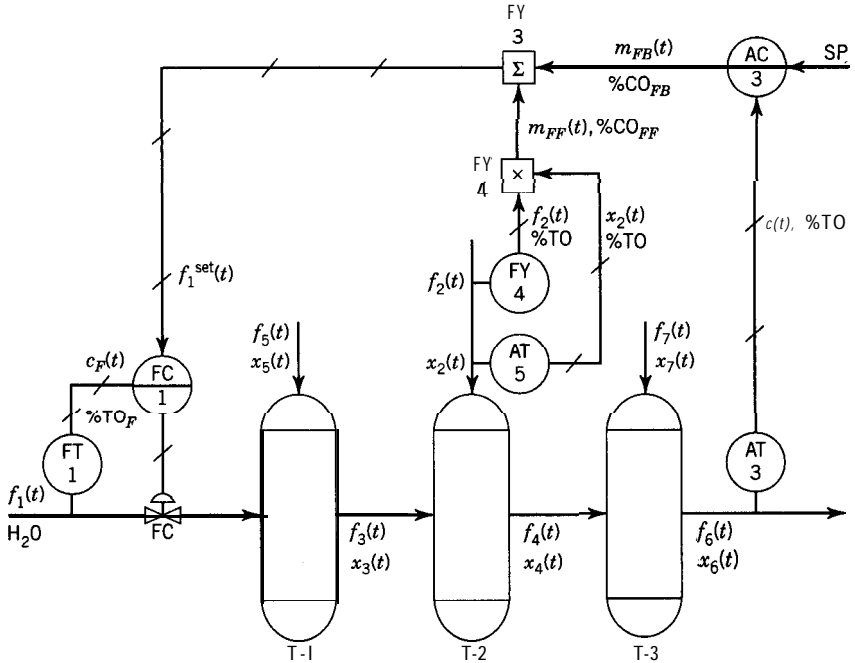 FY
3
Σ
m_FB(t)
%CO_FB
AC
3
SP
m_FF(t), %CO_FF
FY
4
×
f_2(t)
%TO
x_2(t)
%TO
c(t), %TO
f_1^set(t)
f_2(t)
FY
4
x_2(t)
AT
5
f_5(t)
x_5(t)
f_7(t)
x_7(t)
c_F(t)
FC
1
%TO_F
FT
1
AT
3
f_1(t)
H_2O
FC
f_3(t)
x_3(t)
f_4(t)
x_4(t)
f_6(t)
x_6(t)
T-1
T-2
T-3